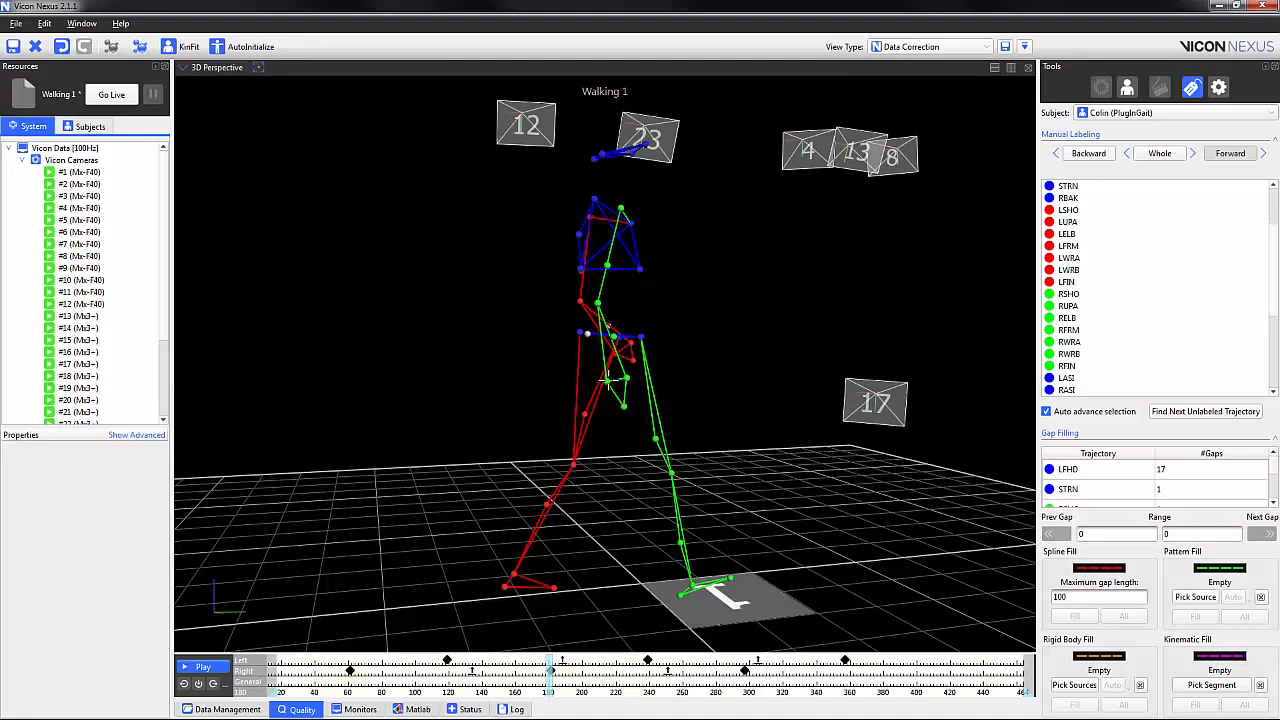 Vicon Nexus 2.1.1
File Edit Window Help
KinFit AutoInitialize View Type: Data Correction VICON NEXUS
Resources
Walking 1 * Go Live
System Subjects
Vicon Data [100Hz]
Vicon Cameras
#1 (Mx-F40)
#2 (Mx-F40)
#3 (Mx-F40)
#4 (Mx-F40)
#5 (Mx-F40)
#6 (Mx-F40)
#7 (Mx-F40)
#8 (Mx-F40)
#9 (Mx-F40)
#10 (Mx-F40)
#11 (Mx-F40)
#12 (Mx-F40)
#13 (Mx3+)
#14 (Mx3+)
#15 (Mx3+)
#16 (Mx3+)
#17 (Mx3+)
#18 (Mx3+)
#19 (Mx3+)
#20 (Mx3+)
#21 (Mx3+)
Properties Show Advanced
3D Perspective
Walking 1
12 23 4 13 8
17
1
Play
Left
Right
General
180 20 40 60 80 100 120 140 160 180 200 220 240 260 280 300 320 340 360 380 400 420 440
Data Management Quality Monitors Matlab Status Log
Tools
Subject: Colin (PlugInGait)
Manual Labeling
Backward Whole Forward
STRN
RBAK
LSHO
LUPA
LELB
LFRM
LWRA
LWRB
LFIN
RSHO
RUPA
RELB
RFRM
RWRA
RWRB
RFIN
LASI
RASI
Auto advance selection Find Next Unlabeled Trajectory
Gap Filling
Trajectory #Gaps
LFHD 17
STRN 1
Prev Gap Range Next Gap
0 0
Spline Fill Pattern Fill
Maximum gap length: Empty
100 Pick Source Auto
Fill All Fill All
Rigid Body Fill Kinematic Fill
Empty Empty
Pick Sources Auto Pick Segment
Fill All Fill All